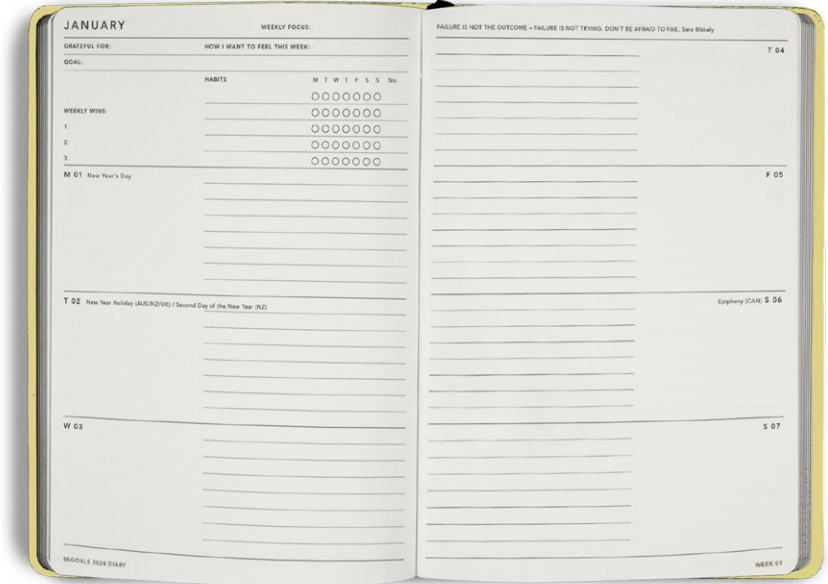 JANUARY
WEEKLY FOCUS:
GRATEFUL FOR:
HOW I WANT TO FEEL THIS WEEK:
GOAL:
HABITS
M T W T F S S No.
WEEKLY WINS:
1.
2.
3.
M 01 New Year's Day
T 02 New Year Holiday (AUS/NZ/UK) / Second Day of the New Year (NZ)
W 03
MiGOALS 2024 DIARY
FAILURE IS NOT THE OUTCOME – FAILURE IS NOT TRYING. DON'T BE AFRAID TO FAIL. Sara Blakely
T 04
F 05
Epiphany (CAN) S 06
S 07
WEEK 01